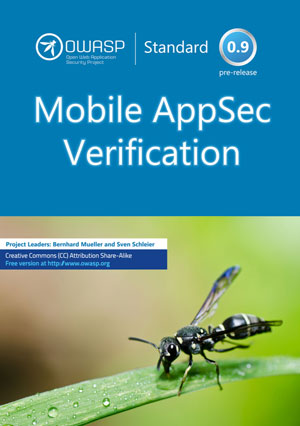 OWASP
Open Web Application
Security Project
Standard
0.9
pre-release
Mobile AppSec
Verification
Project Leaders: Bernhard Mueller and Sven Schleier
Creative Commons (CC) Attribution Share-Alike
Free version at http://www.owasp.org